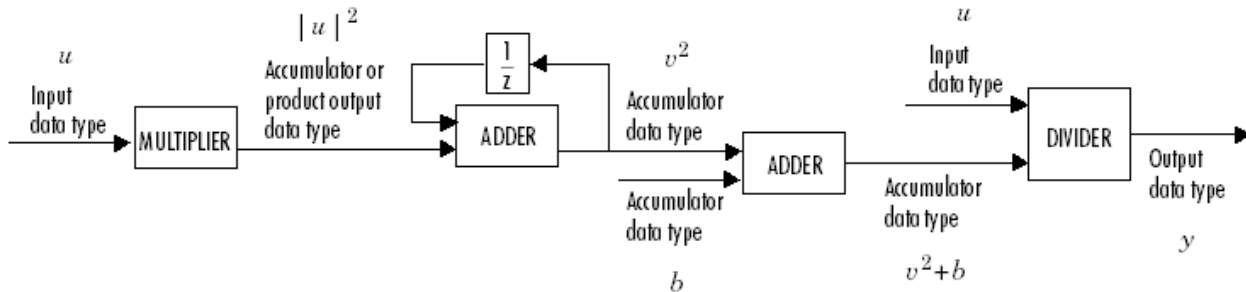 u
Input
data type
MULTIPLIER
| u | 2
Accumulator or
product output
data type
1
z
ADDER
v2
Accumulator
data type
Accumulator
data type
b
ADDER
Accumulator
data type
v2+b
u
Input
data type
DIVIDER
Output
data type
y